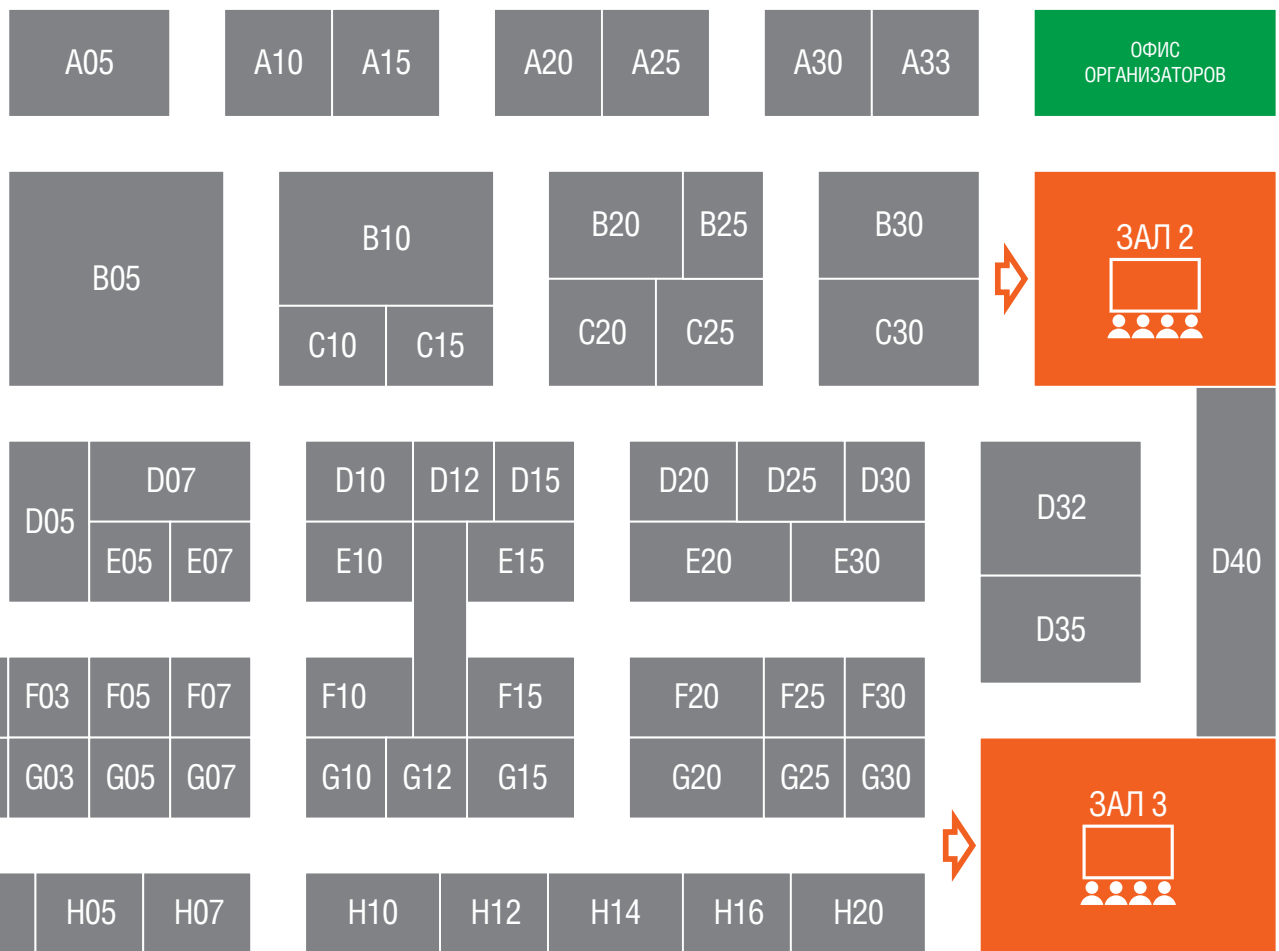 A05 A10 A15 A20 A25 A30 A33 ОФИС
ОРГАНИЗАТОРОВ
B05 B10 B20 B25 B30 ЗАЛ 2
C10 C15 C20 C25 C30
D05 D07 D10 D12 D15 D20 D25 D30 D32 D40
E05 E07 E10 E15 E20 E30
D35
F03 F05 F07 F10 F15 F20 F25 F30
G03 G05 G07 G10 G12 G15 G20 G25 G30
ЗАЛ 3
H05 H07 H10 H12 H14 H16 H20